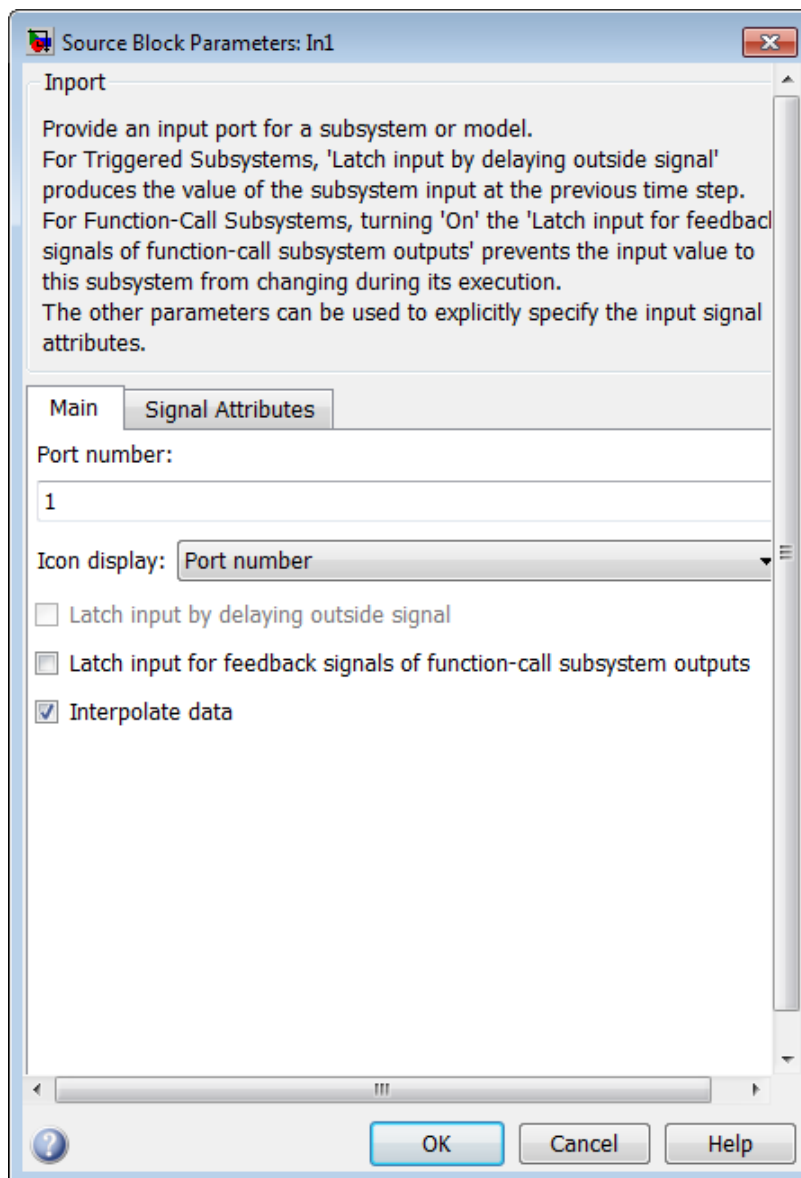 Source Block Parameters: In1
Inport
Provide an input port for a subsystem or model.
For Triggered Subsystems, 'Latch input by delaying outside signal'
produces the value of the subsystem input at the previous time step.
For Function-Call Subsystems, turning 'On' the 'Latch input for feedback
signals of function-call subsystem outputs' prevents the input value to
this subsystem from changing during its execution.
The other parameters can be used to explicitly specify the input signal
attributes.
Main Signal Attributes
Port number:
1
Icon display: Port number
Latch input by delaying outside signal
Latch input for feedback signals of function-call subsystem outputs
Interpolate data
OK Cancel Help